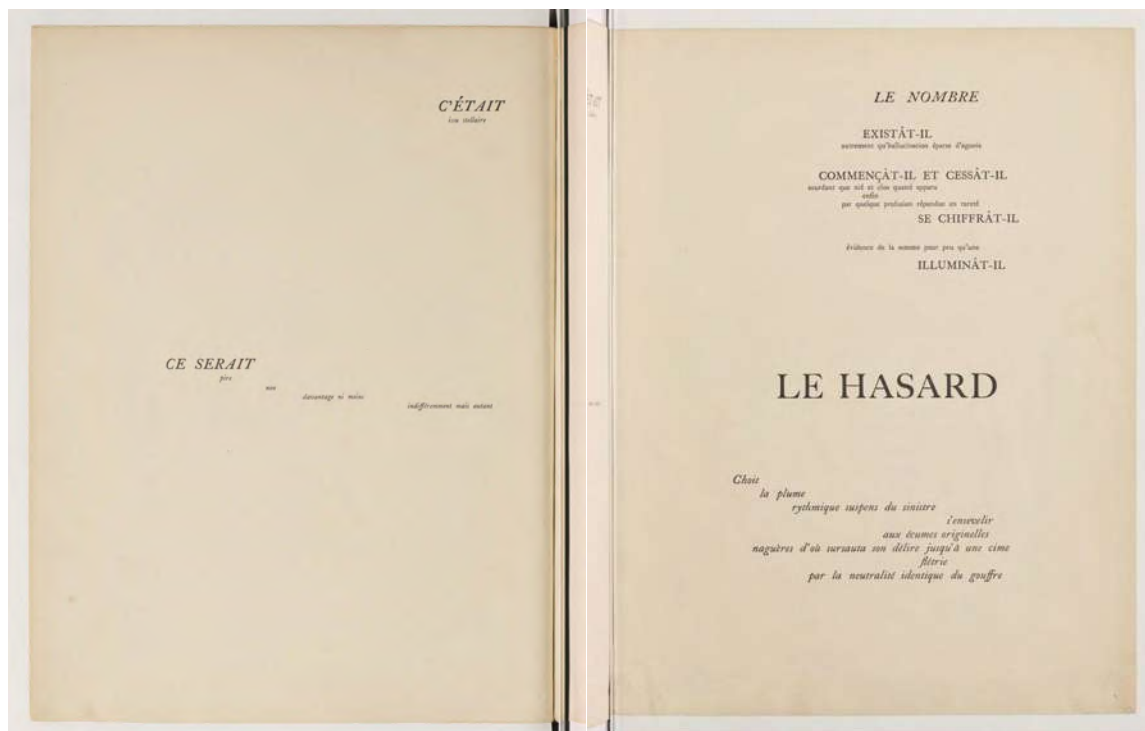 C'ÉTAIT
issu stellaire
CE SERAIT
pire
non
davantage ni moins
indifféremment mais autant
LE NOMBRE
EXISTÂT-IL
autrement qu'hallucination éparse d'agonie
COMMENÇÂT-IL ET CESSÂT-IL
sourdant que nié et clos quand apparu
enfin
par quelque profusion répandue en rareté
SE CHIFFRÂT-IL
évidence de la somme pour peu qu'une
ILLUMINÂT-IL
LE HASARD
Choit
la plume
rythmique suspens du sinistre
s'ensevelir
aux écumes originelles
naguères d'où sursauta son délire jusqu'à une cime
flétrie
par la neutralité identique du gouffre